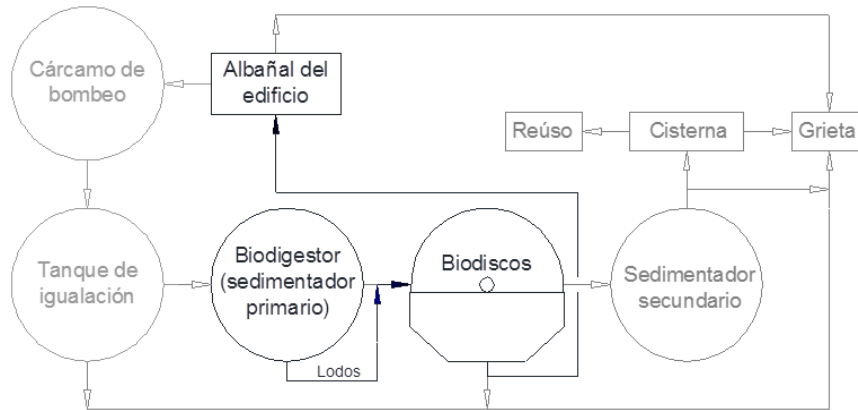 Cárcamo de
bombeo
Albañal del
edificio
Reúso
Cisterna
Grieta
Tanque de
igualación
Biodigestor
(sedimentador
primario)
Biodiscos
Sedimentador
secundario
Lodos